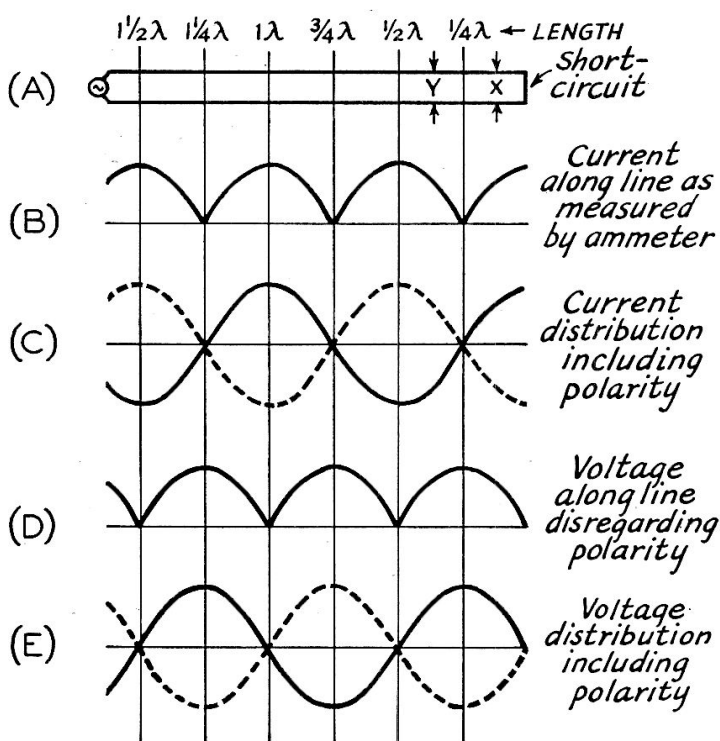 1½λ 1¼λ 1λ ¾λ ½λ ¼λ ← LENGTH
(A)
Y
X
Short-
circuit
(B)
Current
along line as
measured
by ammeter
(C)
Current
distribution
including
polarity
(D)
Voltage
along line
disregarding
polarity
(E)
Voltage
distribution
including
polarity